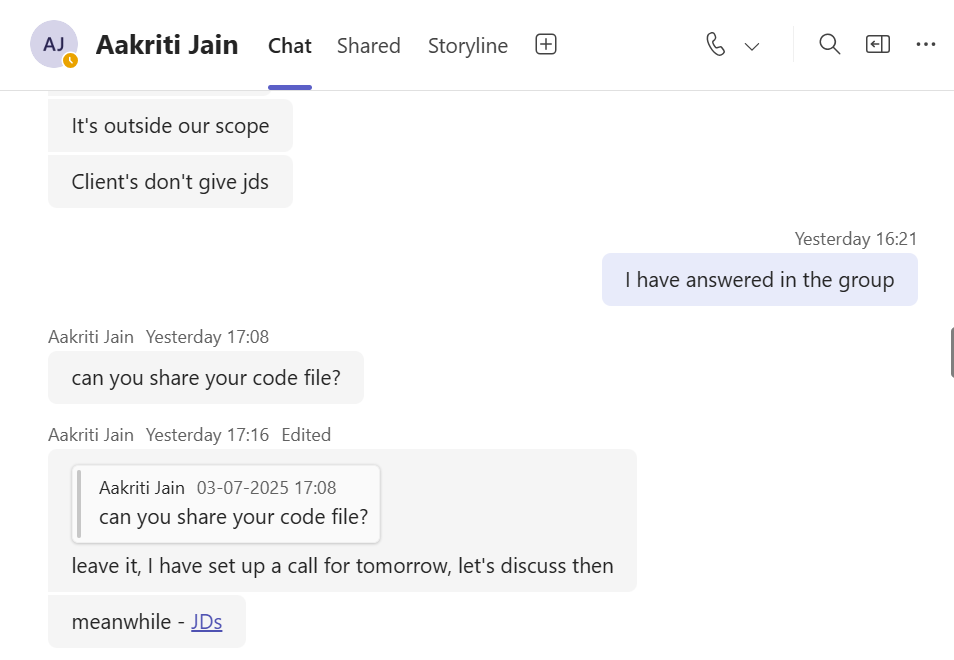 AJ Aakriti Jain Chat Shared Storyline
It's outside our scope
Client's don't give jds
Yesterday 16:21
I have answered in the group
Aakriti Jain Yesterday 17:08
can you share your code file?
Aakriti Jain Yesterday 17:16 Edited
Aakriti Jain 03-07-2025 17:08
can you share your code file?
leave it, I have set up a call for tomorrow, let's discuss then
meanwhile - JDs